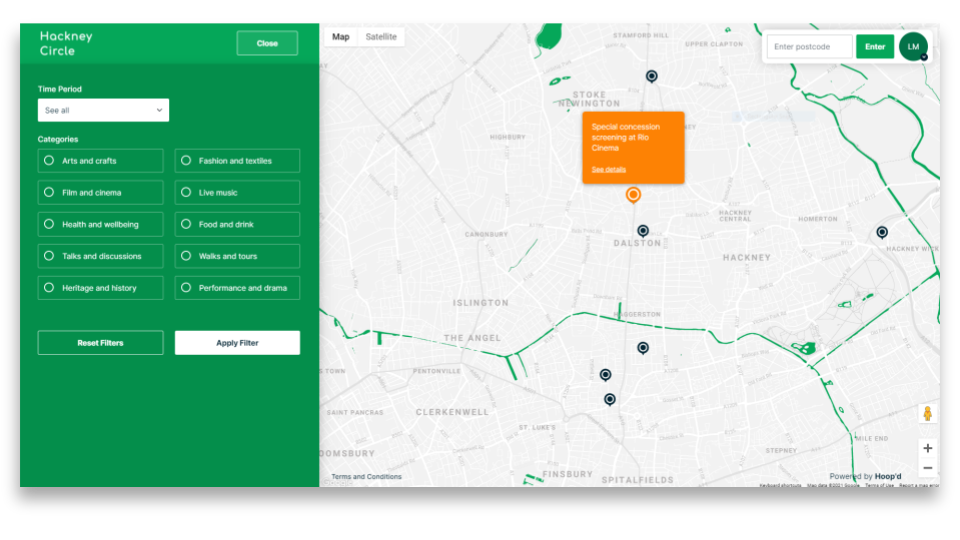 Hackney
Circle
Close
Time Period
See all
Categories
Arts and crafts
Fashion and textiles
Film and cinema
Live music
Health and wellbeing
Food and drink
Talks and discussions
Walks and tours
Heritage and history
Performance and drama
Reset Filters
Apply Filter
Map
Satellite
Enter postcode
Enter
LM
STAMFORD HILL
UPPER CLAPTON
STOKE
NEWINGTON
HIGHBURY
Special concession
screening at Rio
Cinema
See details
HACKNEY
CENTRAL
HOMERTON
CANONBURY
DALSTON
HACKNEY WICK
HACKNEY
ISLINGTON
HAGGERSTON
THE ANGEL
TOWN
PENTONVILLE
SAINT PANCRAS
CLERKENWELL
ST. LUKE'S
MILE END
STEPNEY
OOMSBURY
FINSBURY
SPITALFIELDS
Terms and Conditions
Powered by Hoop'd
Keyboard shortcuts
Map data ©2021 Google
Terms of Use
Report a map error